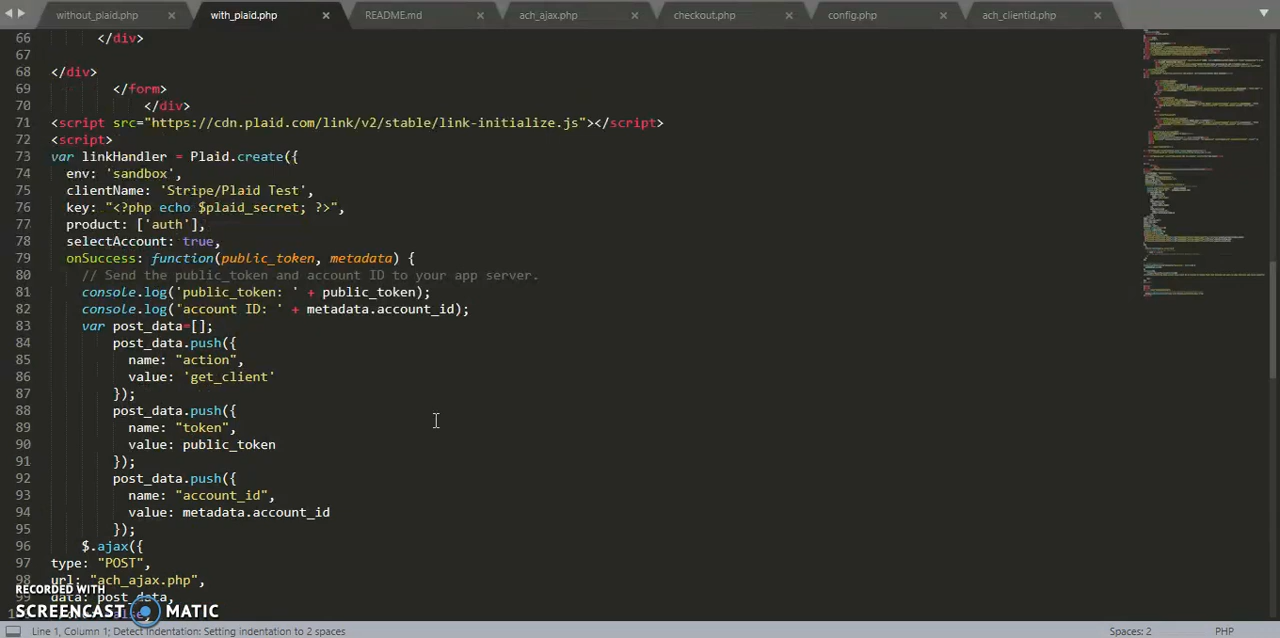 without_plaid.php
with_plaid.php
README.md
ach_ajax.php
checkout.php
config.php
ach_clientid.php
66 </div>
67
68 </div>
69 </form>
70 </div>
71 <script src="https://cdn.plaid.com/link/v2/stable/link-initialize.js"></script>
72 <script>
73 var linkHandler = Plaid.create({
74 env: 'sandbox',
75 clientName: 'Stripe/Plaid Test',
76 key: "<?php echo $plaid_secret; ?>",
77 product: ['auth'],
78 selectAccount: true,
79 onSuccess: function(public_token, metadata) {
80 // Send the public_token and account ID to your app server.
81 console.log('public_token: ' + public_token);
82 console.log('account ID: ' + metadata.account_id);
83 var post_data=[];
84 post_data.push({
85 name: "action",
86 value: 'get_client'
87 });
88 post_data.push({
89 name: "token",
90 value: public_token
91 });
92 post_data.push({
93 name: "account_id",
94 value: metadata.account_id
95 });
96 $.ajax({
97 type: "POST",
98 url: "ach_ajax.php",
RECORDED WITH
data: post_data,
SCREENCAST MATIC
Line 1, Column 1; Detect Indentation: Setting indentation to 2 spaces
Spaces: 2
PHP